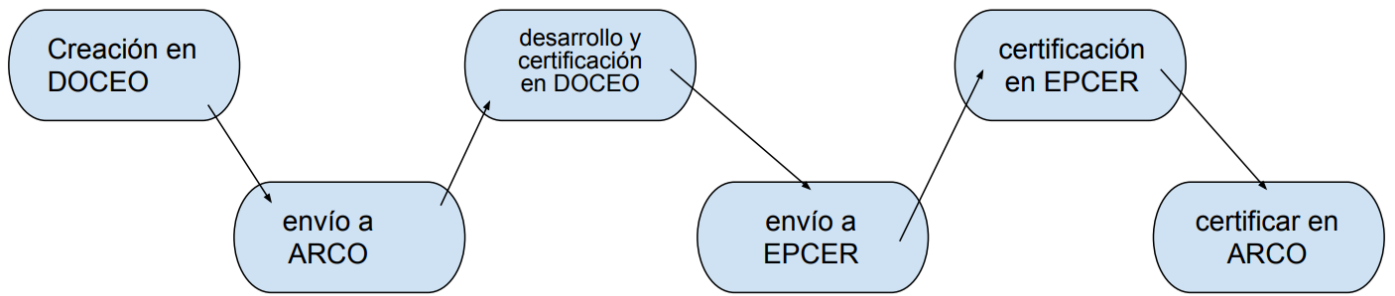 Creación en
DOCEO
envío a
ARCO
desarrollo y
certificación
en DOCEO
envío a
EPCER
certificación
en EPCER
certificar en
ARCO